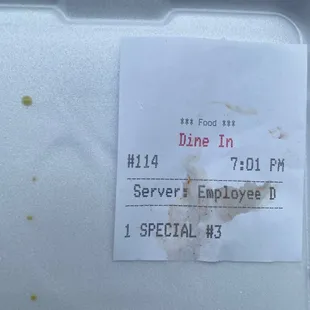 *** Food ***
Dine In
#114 7:01 PM
Server: Employee D
1 SPECIAL #3